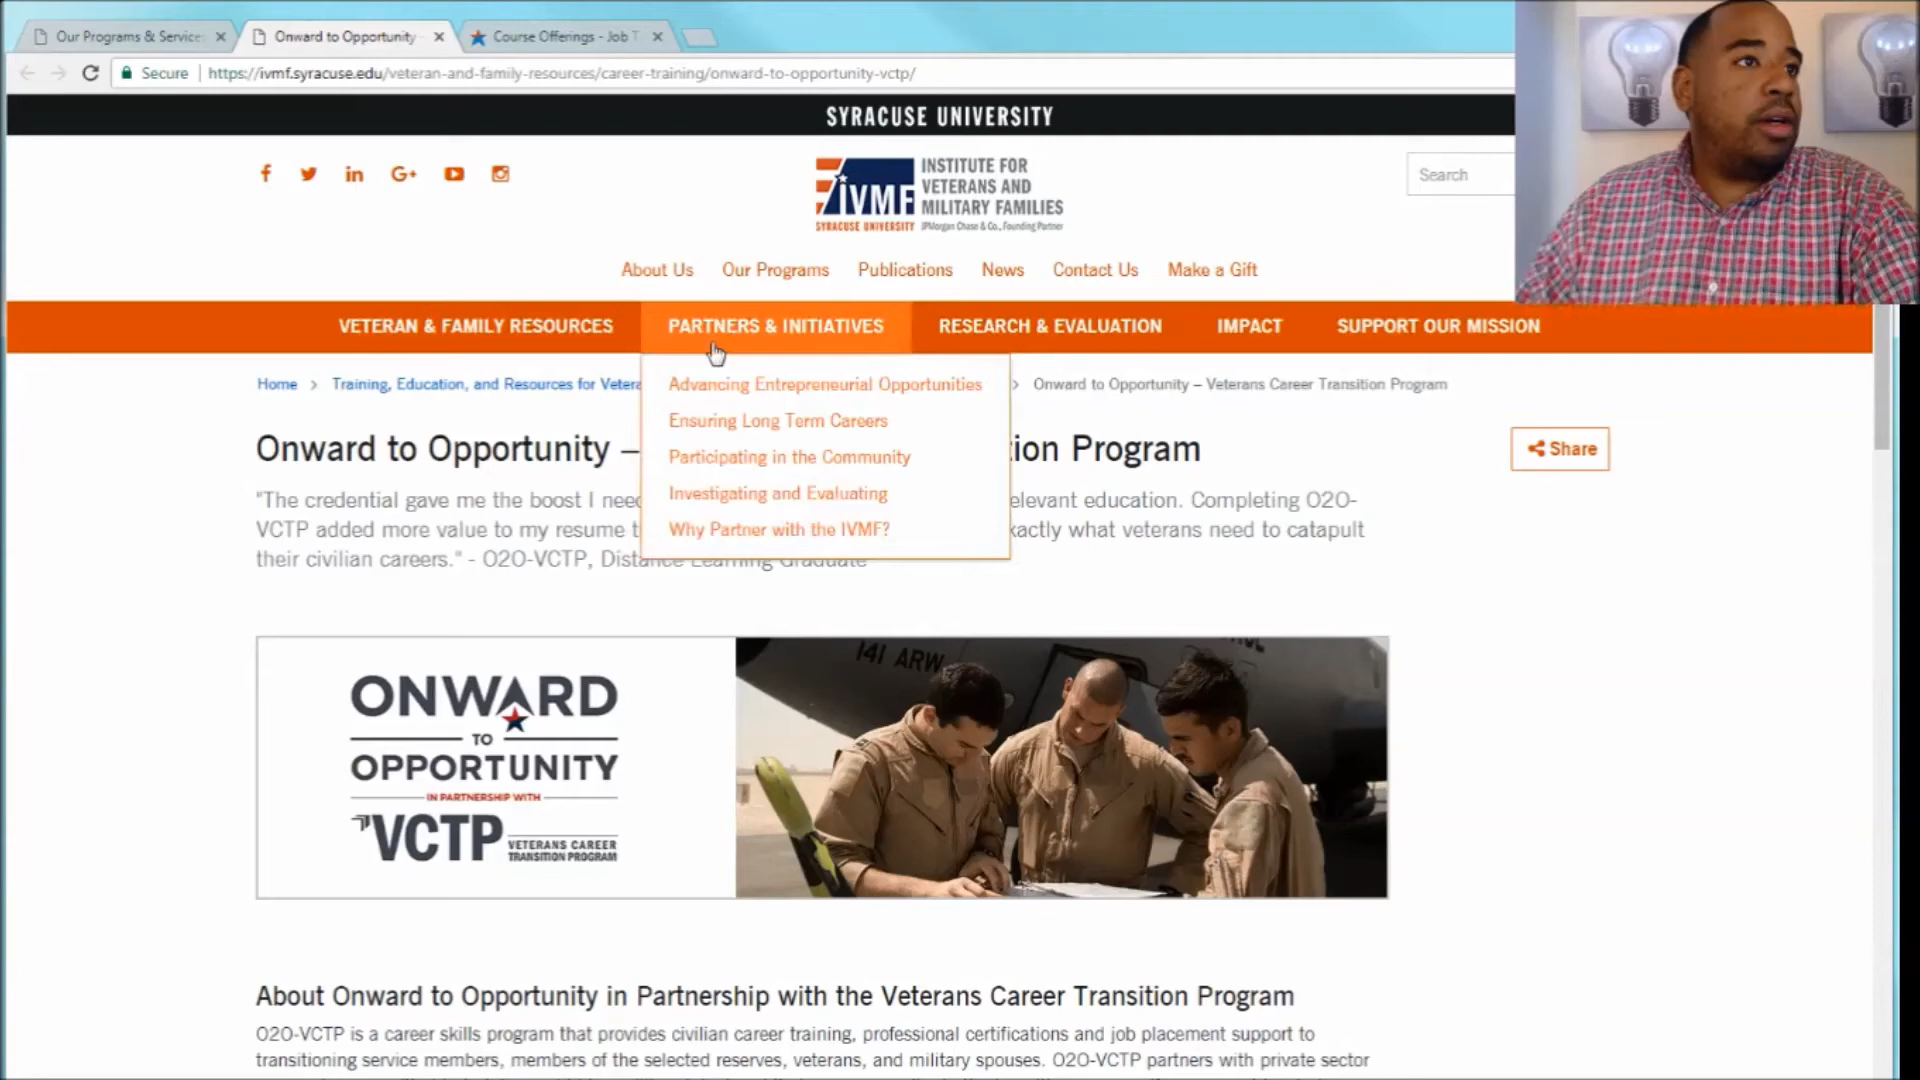 Our Programs & Service
Onward to Opportunity
Course Offerings - Job T
Secure
https://ivmf.syracuse.edu/veteran-and-family-resources/career-training/onward-to-opportunity-vctp/
SYRACUSE UNIVERSITY
IVMF
SYRACUSE UNIVERSITY
INSTITUTE FOR
VETERANS AND
MILITARY FAMILIES
JPMorgan Chase & Co., Founding Partner
Search
About Us Our Programs Publications News Contact Us Make a Gift
VETERAN & FAMILY RESOURCES PARTNERS & INITIATIVES RESEARCH & EVALUATION IMPACT SUPPORT OUR MISSION
Home > Training, Education, and Resources for Vetera > Onward to Opportunity – Veterans Career Transition Program
Advancing Entrepreneurial Opportunities
Ensuring Long Term Careers
Participating in the Community
Investigating and Evaluating
Why Partner with the IVMF?
Onward to Opportunity – ion Program
Share
"The credential gave me the boost I need elevant education. Completing O2O-
VCTP added more value to my resume t xactly what veterans need to catapult
their civilian careers." - O2O-VCTP, Distance Learning Graduate
ONWARD
TO
OPPORTUNITY
IN PARTNERSHIP WITH
VCTP VETERANS CAREER
TRANSITION PROGRAM
141 ARW
About Onward to Opportunity in Partnership with the Veterans Career Transition Program
O2O-VCTP is a career skills program that provides civilian career training, professional certifications and job placement support to
transitioning service members, members of the selected reserves, veterans, and military spouses. O2O-VCTP partners with private sector